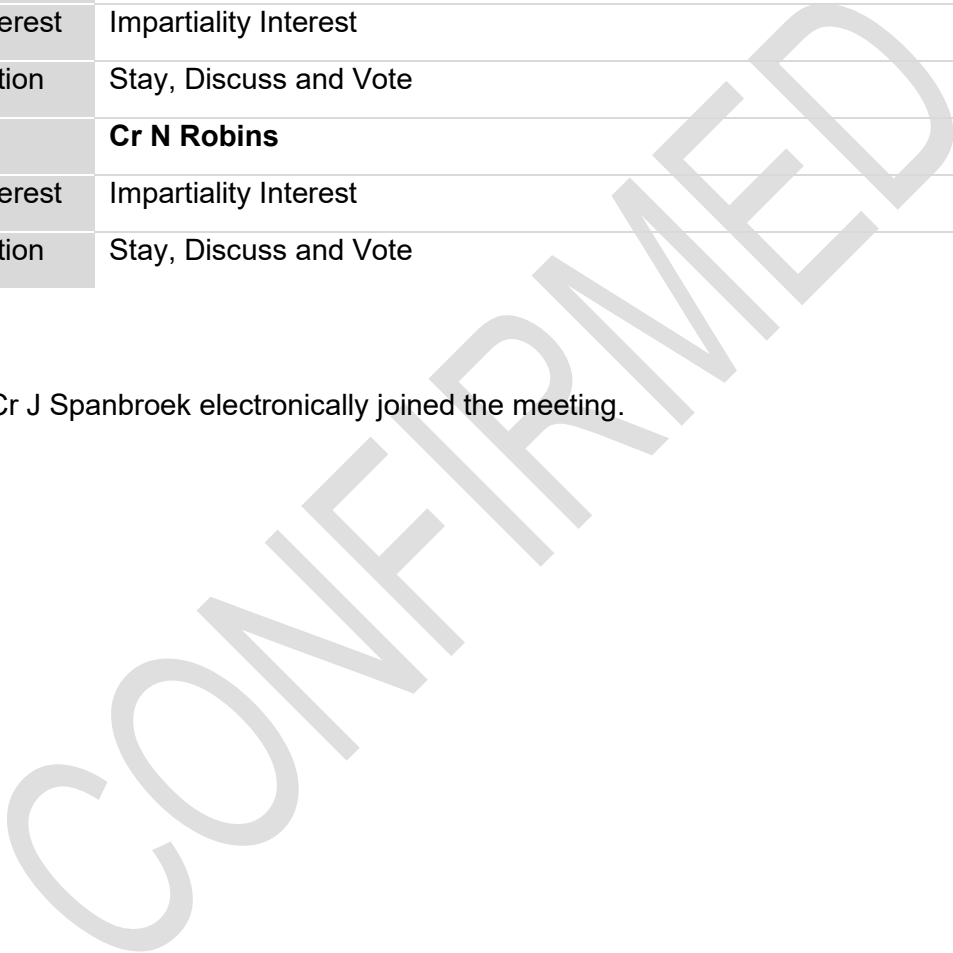 erest Impartiality Interest
tion Stay, Discuss and Vote
Cr N Robins
erest Impartiality Interest
tion Stay, Discuss and Vote
Cr J Spanbroek electronically joined the meeting.
CONFIRMED